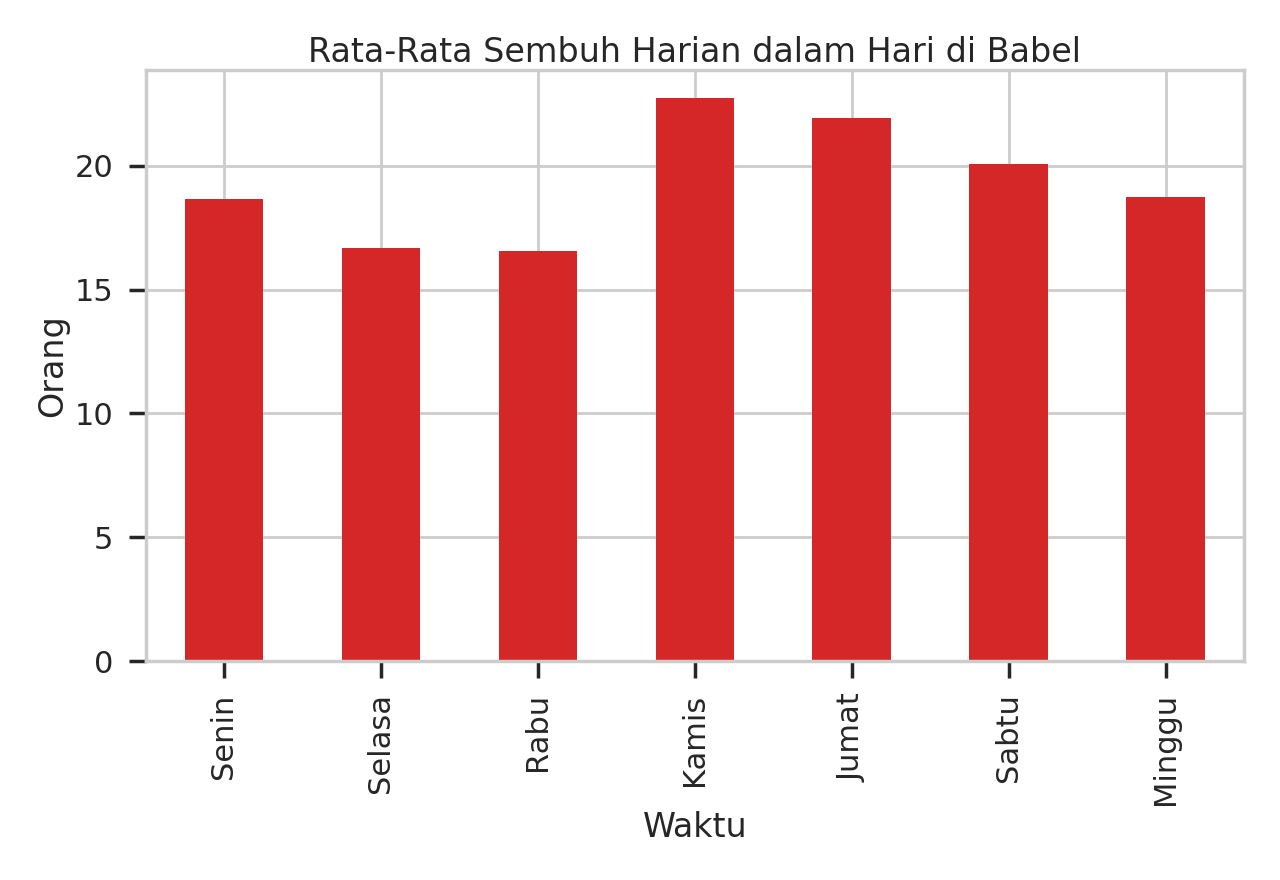 Rata-Rata Sembuh Harian dalam Hari di Babel
Orang
20
15
10
5
0
Senin
Selasa
Rabu
Kamis
Jumat
Sabtu
Minggu
Waktu